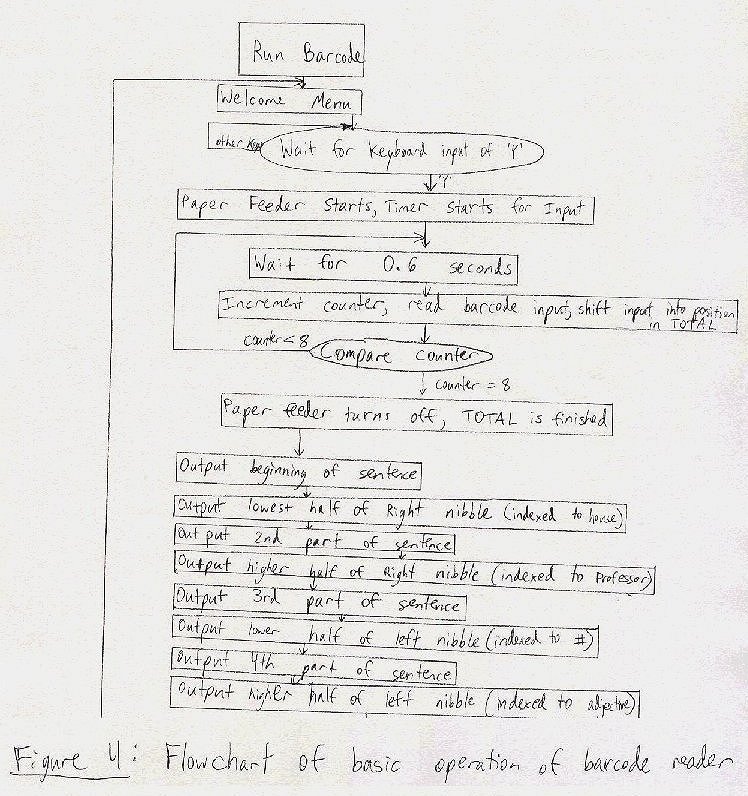 Run Barcode
Welcome Menu
other key
Wait for Keyboard input of 'Y'
'Y'
Paper Feeder Starts, Timer Starts for Input
Wait for 0.6 seconds
Increment counter, read barcode input, shift input into position
in TOTAL
counter < 8
Compare counter
counter = 8
Paper feeder turns off, TOTAL is finished
Output beginning of sentence
Output lowest half of Right nibble (indexed to house)
Output 2nd part of sentence
Output higher half of Right nibble (indexed to Professor)
Output 3rd part of sentence
Output lower half of left nibble (indexed to #)
Output 4th part of sentence
Output higher half of left nibble (indexed to adjective)
Figure 4: Flowchart of basic operation of barcode reader